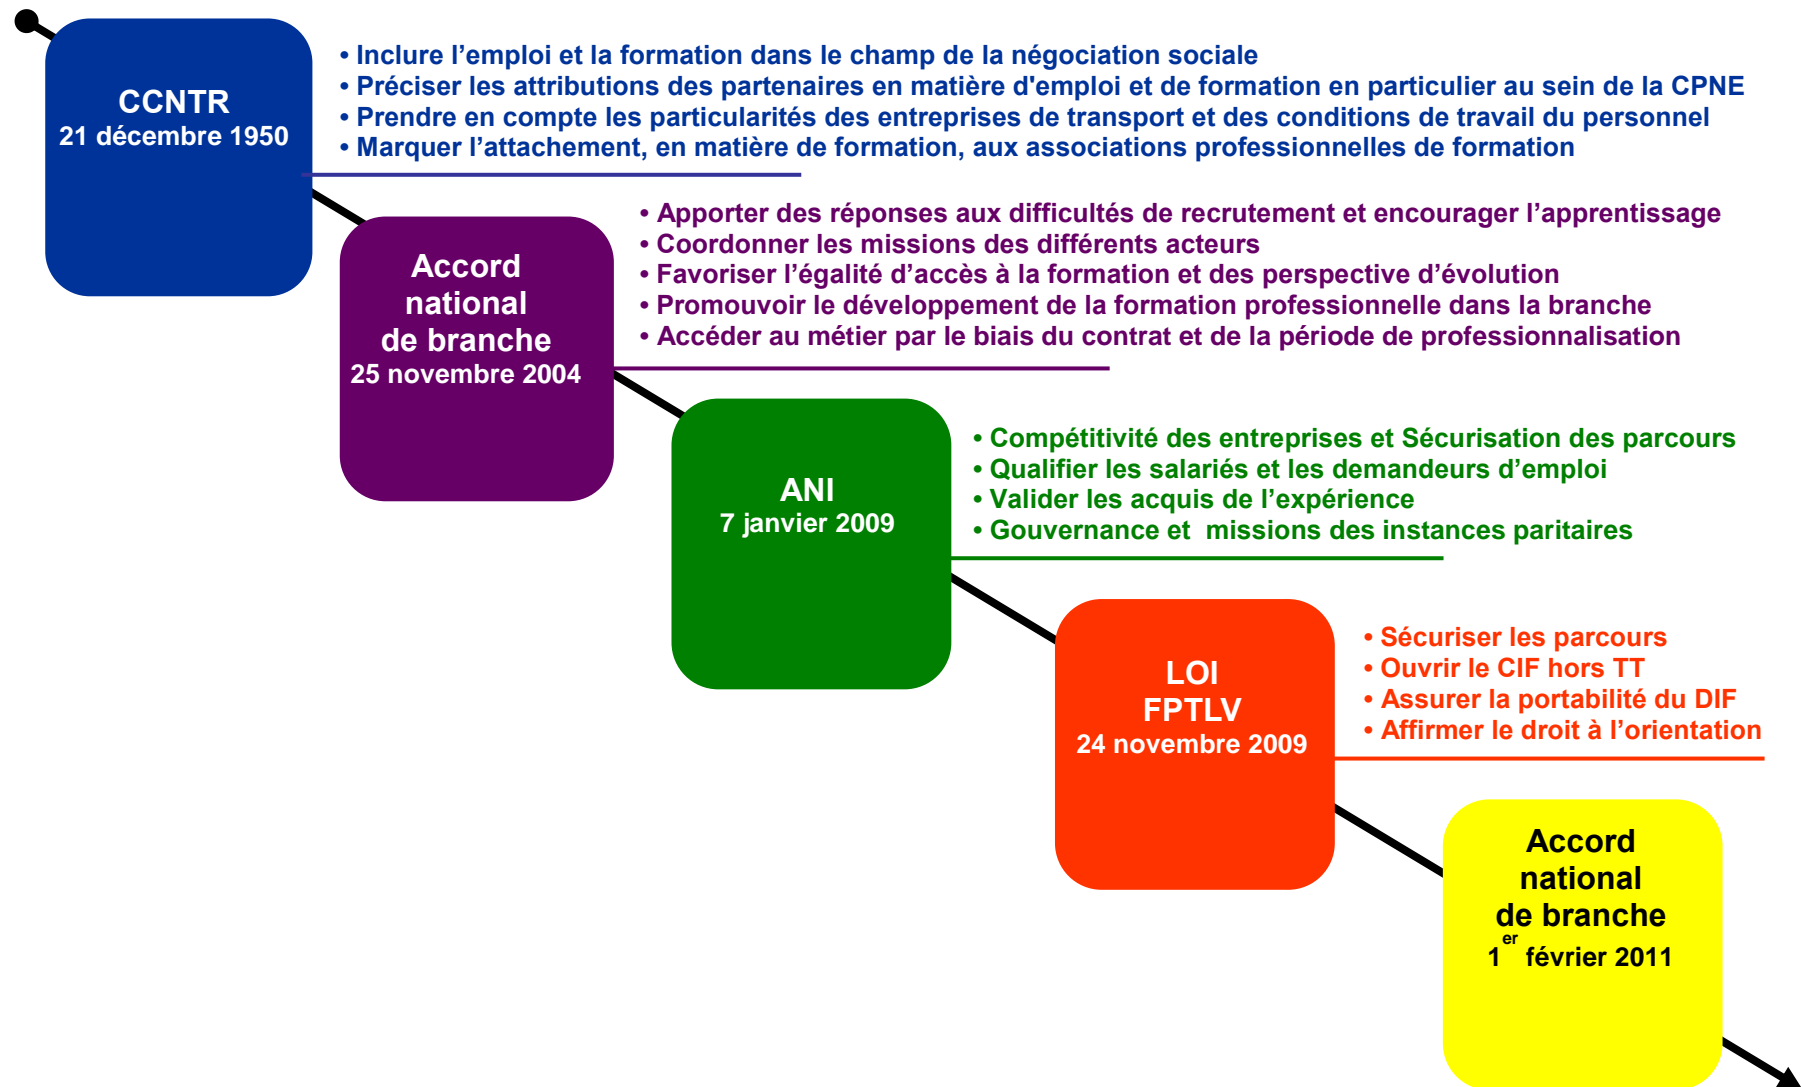 CCNTR
21 décembre 1950
• Inclure l’emploi et la formation dans le champ de la négociation sociale
• Préciser les attributions des partenaires en matière d'emploi et de formation en particulier au sein de la CPNE
• Prendre en compte les particularités des entreprises de transport et des conditions de travail du personnel
• Marquer l’attachement, en matière de formation, aux associations professionnelles de formation
Accord
national
de branche
25 novembre 2004
• Apporter des réponses aux difficultés de recrutement et encourager l’apprentissage
• Coordonner les missions des différents acteurs
• Favoriser l’égalité d’accès à la formation et des perspective d’évolution
• Promouvoir le développement de la formation professionnelle dans la branche
• Accéder au métier par le biais du contrat et de la période de professionnalisation
ANI
7 janvier 2009
• Compétitivité des entreprises et Sécurisation des parcours
• Qualifier les salariés et les demandeurs d’emploi
• Valider les acquis de l’expérience
• Gouvernance et  missions des instances paritaires
LOI
FPTLV
24 novembre 2009
• Sécuriser les parcours
• Ouvrir le CIF hors TT
• Assurer la portabilité du DIF
• Affirmer le droit à l’orientation
Accord
national
de branche
1er février 2011